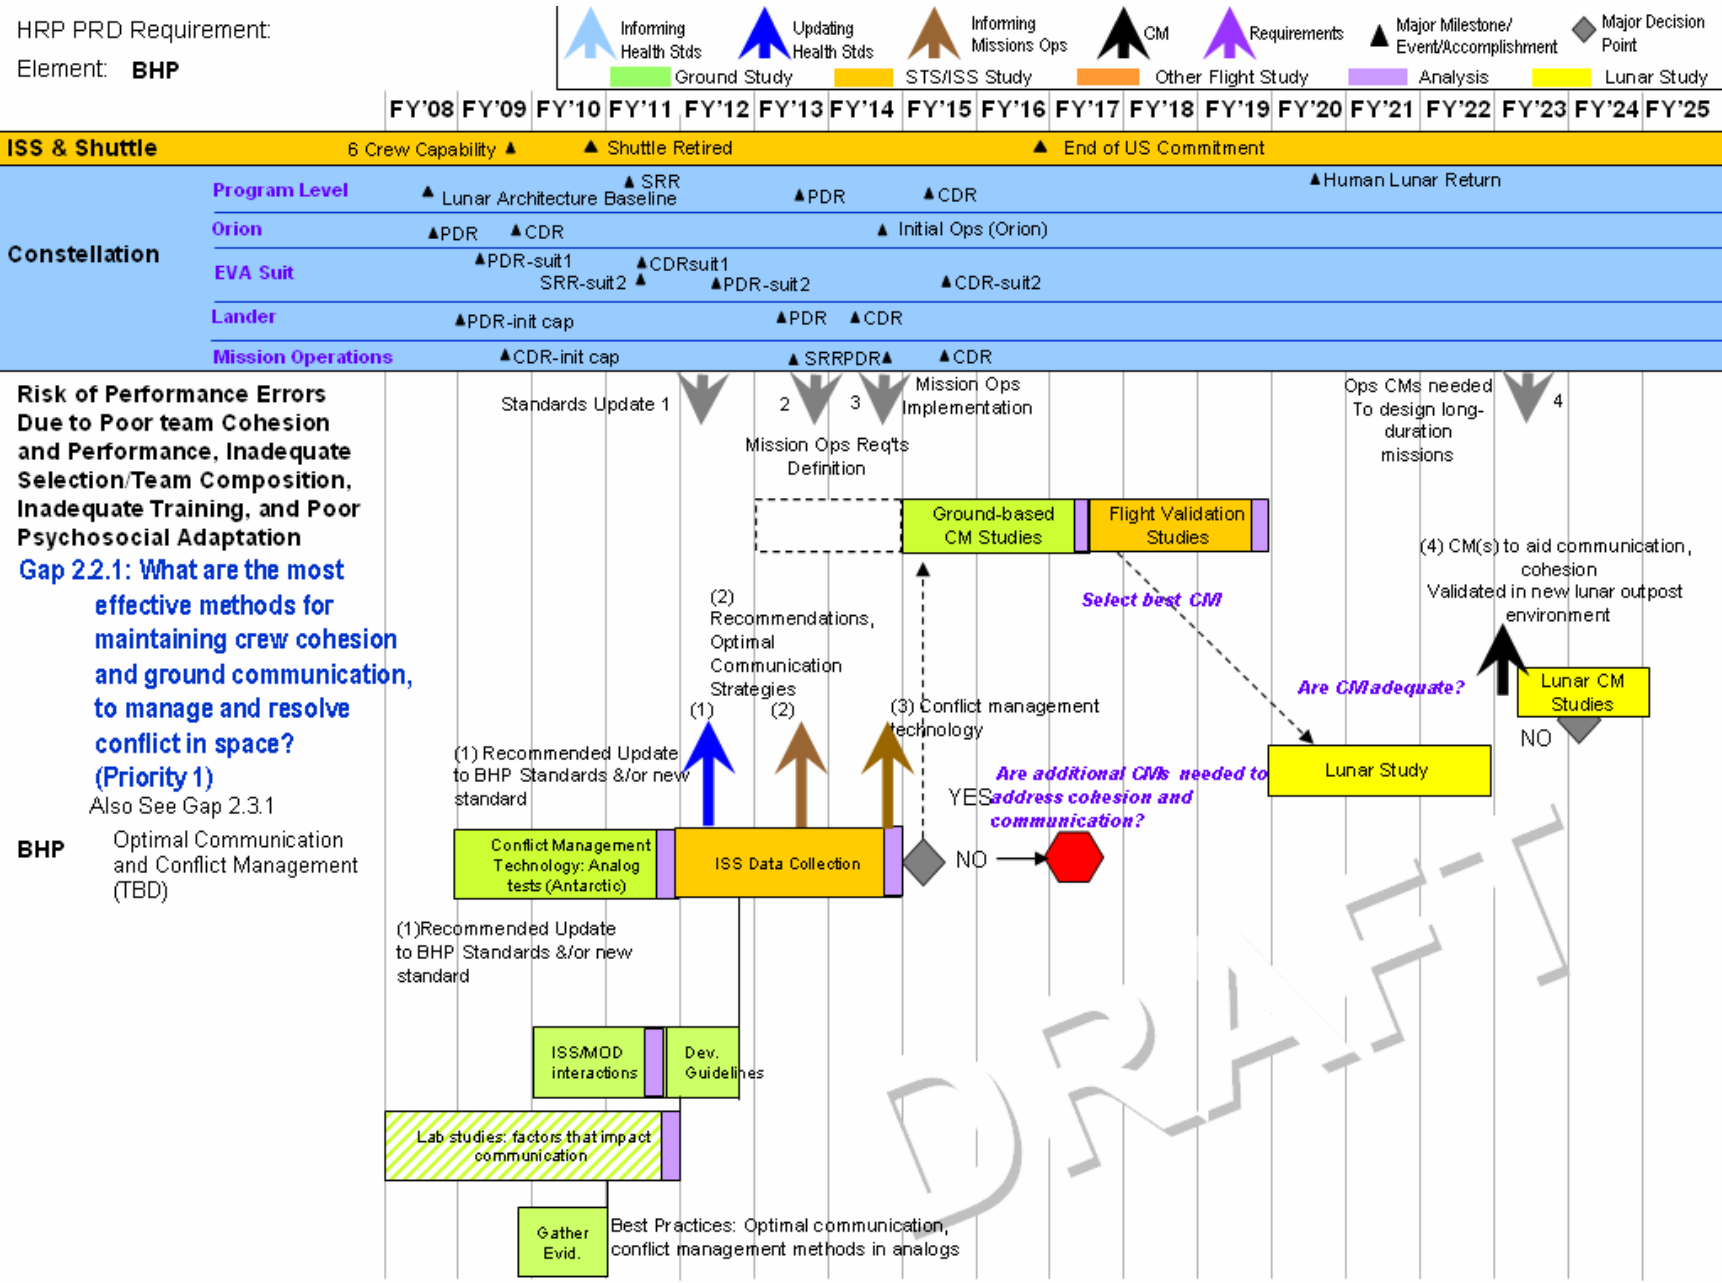 HRP PRD Requirement:
Element: BHP
Informing
Health Stds
Updating
Health Stds
Informing
Missions Ops
CM
Requirements
Major Milestone/
Event/Accomplishment
Major Decision
Point
Ground Study
STS/ISS Study
Other Flight Study
Analysis
Lunar Study
FY'08 FY'09 FY'10 FY'11 FY'12 FY'13 FY'14 FY'15 FY'16 FY'17 FY'18 FY'19 FY'20 FY'21 FY'22 FY'23 FY'24 FY'25
ISS & Shuttle
6 Crew Capability
Shuttle Retired
End of US Commitment
Constellation
Program Level
Lunar Architecture Baseline
SRR
PDR
CDR
Human Lunar Return
Orion
PDR
CDR
Initial Ops (Orion)
EVA Suit
PDR-suit1
CDRsuit1
SRR-suit2
PDR-suit2
CDR-suit2
Lander
PDR-init cap
PDR
CDR
Mission Operations
CDR-init cap
SRR
PDR
CDR
Risk of Performance Errors
Due to Poor team Cohesion
and Performance, Inadequate
Selection/Team Composition,
Inadequate Training, and Poor
Psychosocial Adaptation
Gap 2.2.1: What are the most
effective methods for
maintaining crew cohesion
and ground communication,
to manage and resolve
conflict in space?
(Priority 1)
Also See Gap 2.3.1
BHP
Optimal Communication
and Conflict Management
(TBD)
Standards Update 1
2
3
Mission Ops
Implementation
Mission Ops Req'ts
Definition
Ops CMs needed
To design long-
duration
missions
4
Ground-based
CM Studies
Flight Validation
Studies
(4) CM(s) to aid communication,
cohesion
Validated in new lunar outpost
environment
Select best CM
(2)
Recommendations,
Optimal
Communication
Strategies
(1)
(2)
(3) Conflict management
technology
Are CM adequate?
Lunar CM
Studies
NO
Lunar Study
(1) Recommended Update
to BHP Standards &/or new
standard
Are additional CMs needed to
address cohesion and
communication?
YES
NO
Conflict Management
Technology: Analog
tests (Antarctic)
ISS Data Collection
(1)Recommended Update
to BHP Standards &/or new
standard
ISS/MOD
interactions
Dev.
Guidelines
Lab studies: factors that impact
communication
Gather
Evid.
Best Practices: Optimal communication,
conflict management methods in analogs
DRAFT